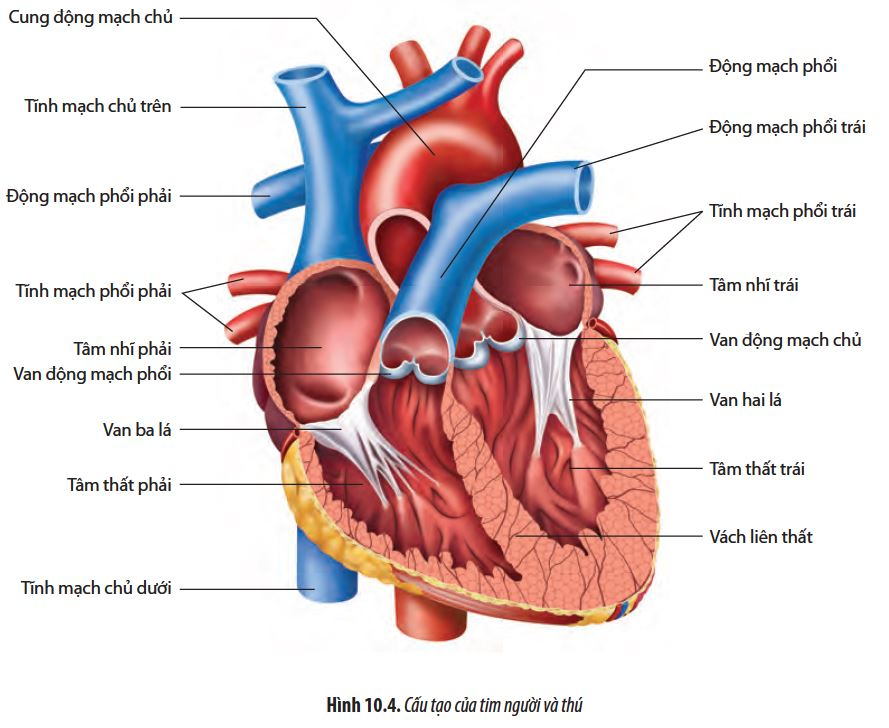 Cung động mạch chủ
Tĩnh mạch chủ trên
Động mạch phổi phải
Tĩnh mạch phổi phải
Tâm nhĩ phải
Van động mạch phổi
Van ba lá
Tâm thất phải
Tĩnh mạch chủ dưới
Động mạch phổi
Động mạch phổi trái
Tĩnh mạch phổi trái
Tâm nhĩ trái
Van động mạch chủ
Van hai lá
Tâm thất trái
Vách liên thất
Hình 10.4. Cấu tạo của tim người và thú